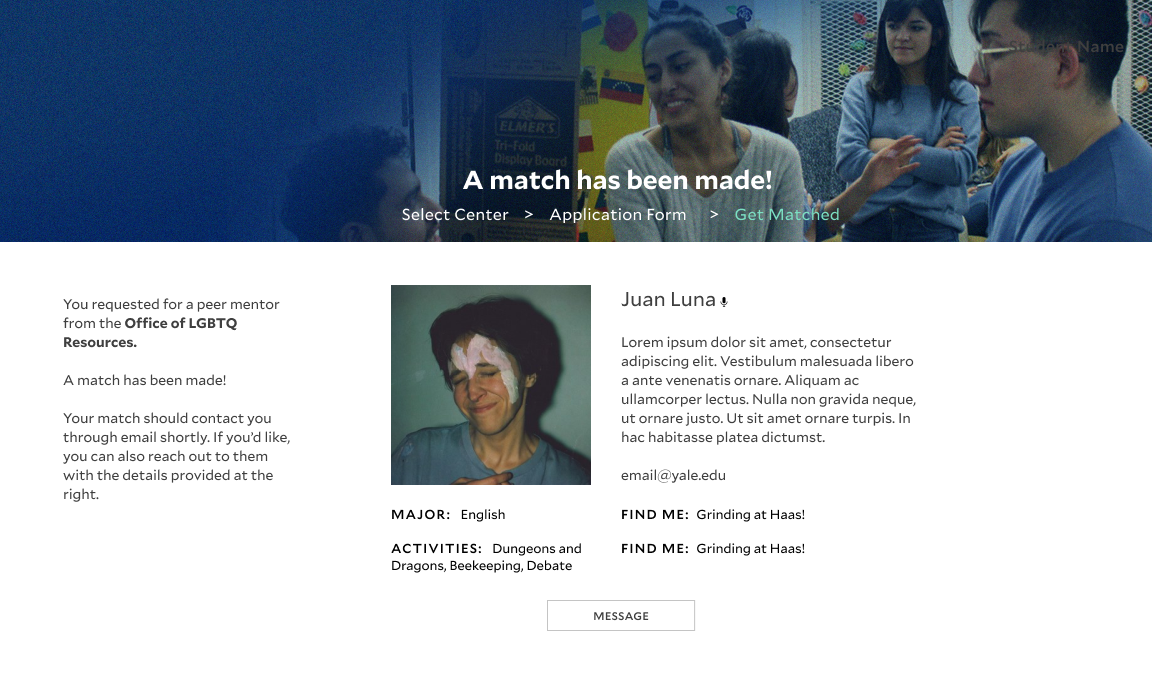 Student Name
ELMER'S
Tri-Fold
Display Board
A match has been made!
Select Center > Application Form > Get Matched
You requested for a peer mentor
from the Office of LGBTQ
Resources.
A match has been made!
Your match should contact you
through email shortly. If you’d like,
you can also reach out to them
with the details provided at the
right.
Juan Luna
Lorem ipsum dolor sit amet, consectetur
adipiscing elit. Vestibulum malesuada libero
a ante venenatis ornare. Aliquam ac
ullamcorper lectus. Nulla non gravida neque,
ut ornare justo. Ut sit amet ornare turpis. In
hac habitasse platea dictumst.
email@yale.edu
MAJOR: English
FIND ME: Grinding at Haas!
ACTIVITIES: Dungeons and
Dragons, Beekeeping, Debate
FIND ME: Grinding at Haas!
MESSAGE